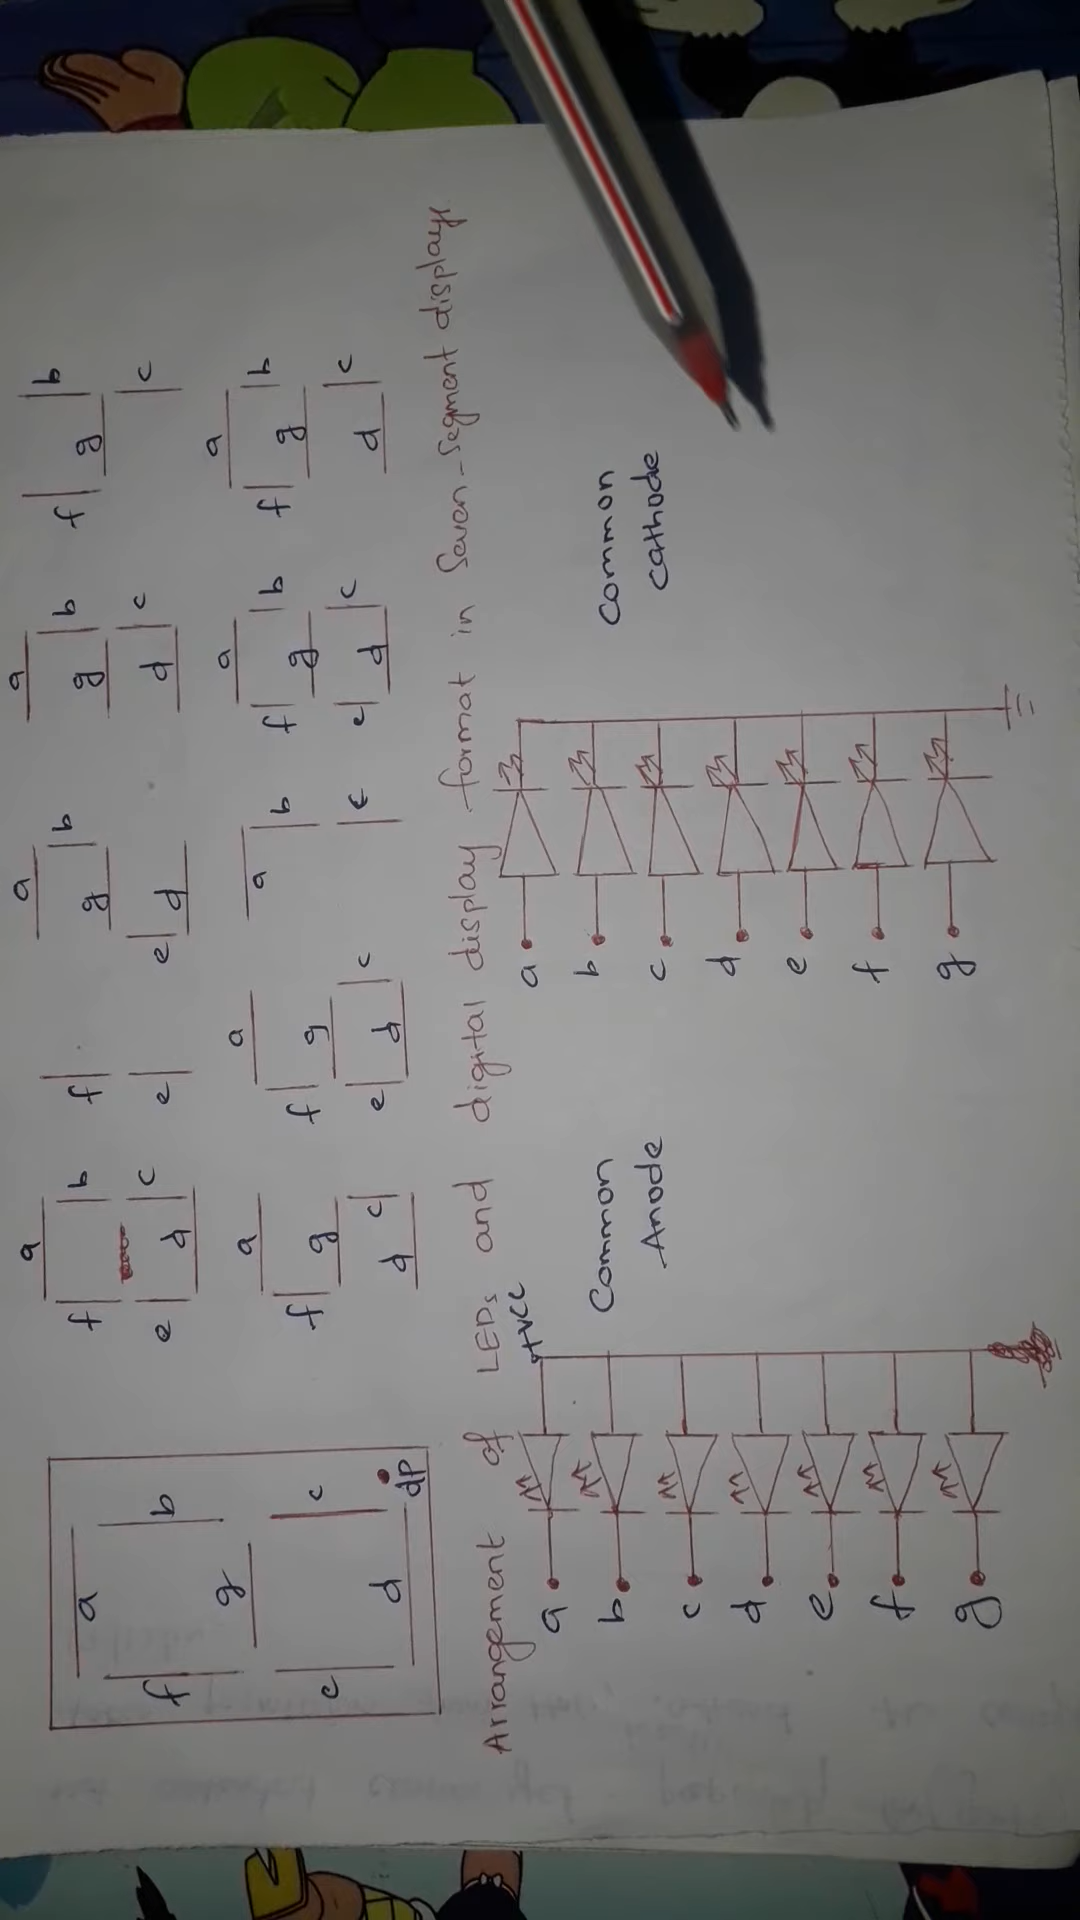 a
f b
g
e c
d
dp
a a a
f b f g b g b f g b
e d c e e d d c c
a a a a a
f g f g b f g b f g b
d c e d c c e d c d c
Arrangement of LEDs and digital display format in Seven-Segment displays
+VCC
Common
Anode
Common
cathode
a
b
c
d
e
f
g
a
b
c
d
e
f
g